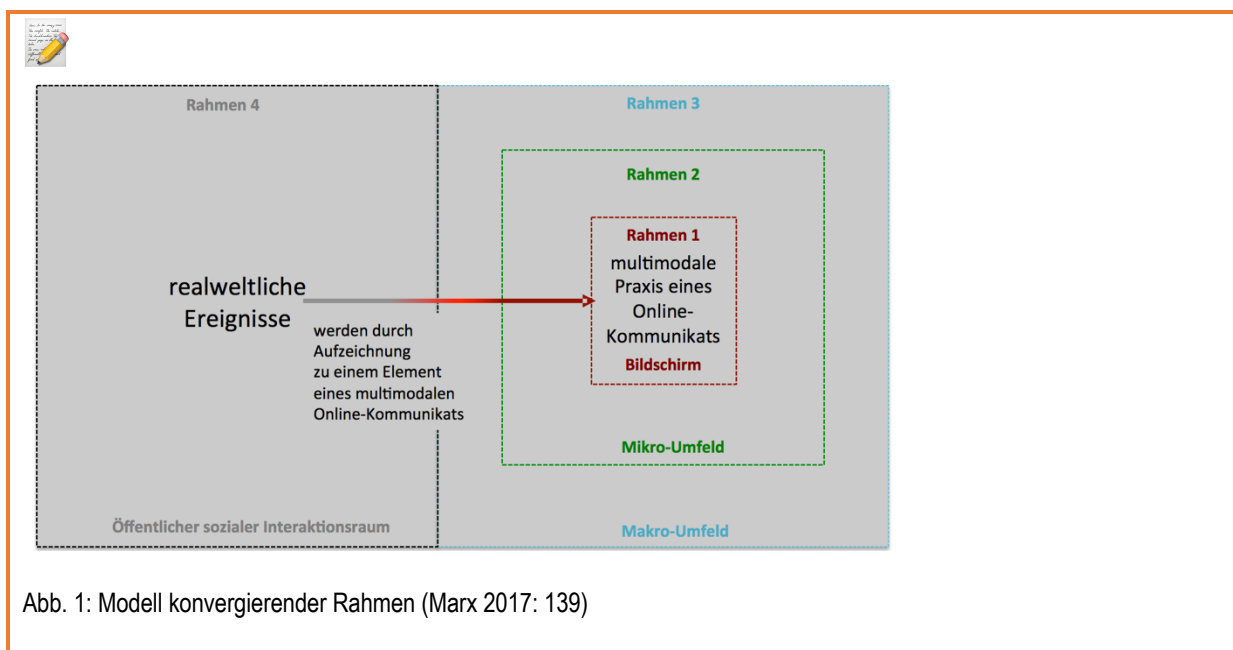 Rahmen 4
Rahmen 3
Rahmen 2
Rahmen 1
multimodale
Praxis eines
Online-
Kommunikats
Bildschirm
realweltliche
Ereignisse
werden durch
Aufzeichnung
zu einem Element
eines multimodalen
Online-Kommunikats
Mikro-Umfeld
Öffentlicher sozialer Interaktionsraum
Makro-Umfeld
Abb. 1: Modell konvergierender Rahmen (Marx 2017: 139)